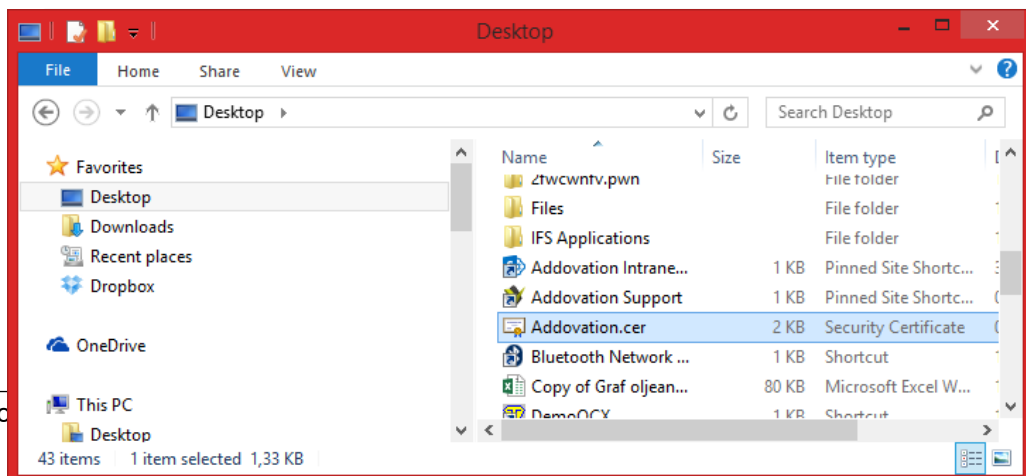 Desktop
File Home Share View
Desktop
Search Desktop
Favorites
Desktop
Downloads
Recent places
Dropbox
OneDrive
This PC
Desktop
Name Size Item type
2fwcwnfv.pwn File folder
Files File folder
IFS Applications File folder
Addovation Intrane... 1 KB Pinned Site Shortc...
Addovation Support 1 KB Pinned Site Shortc...
Addovation.cer 2 KB Security Certificate
Bluetooth Network ... 1 KB Shortcut
Copy of Graf oljean... 80 KB Microsoft Excel W...
DemoOCX 1 KB Shortcut
43 items 1 item selected 1,33 KB